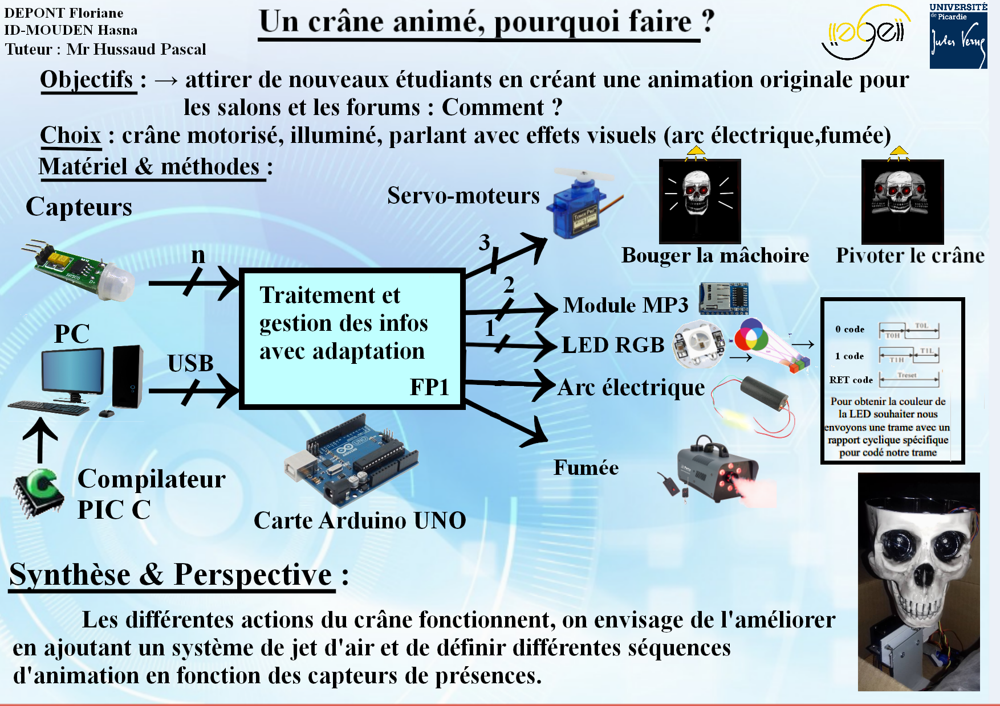 DEPONT Floriane
ID-MOUDEN Hasna
Tuteur : Mr Hussaud Pascal
Un crâne animé, pourquoi faire ?
UNIVERSITÉ
de Picardie
Jules Verne
Objectifs : → attirer de nouveaux étudiants en créant une animation originale pour
les salons et les forums : Comment ?
Choix : crâne motorisé, illuminé, parlant avec effets visuels (arc électrique,fumée)
Matériel & méthodes :
Capteurs
n
PC
USB
Compilateur
PIC C
Traitement et
gestion des infos
avec adaptation
FP1
Carte Arduino UNO
3
Servo-moteurs
Bouger la mâchoire
Pivoter le crâne
2
Module MP3
1
LED RGB
Arc électrique
Fumée
0 code
T0H
T0L
1 code
T1H
T1L
RET code
Treset
Pour obtenir la couleur de
la LED souhaiter nous
envoyons une trame avec un
rapport cyclique spécifique
pour codé notre trame
Synthèse & Perspective :
Les différentes actions du crâne fonctionnent, on envisage de l'améliorer
en ajoutant un système de jet d'air et de définir différentes séquences
d'animation en fonction des capteurs de présences.